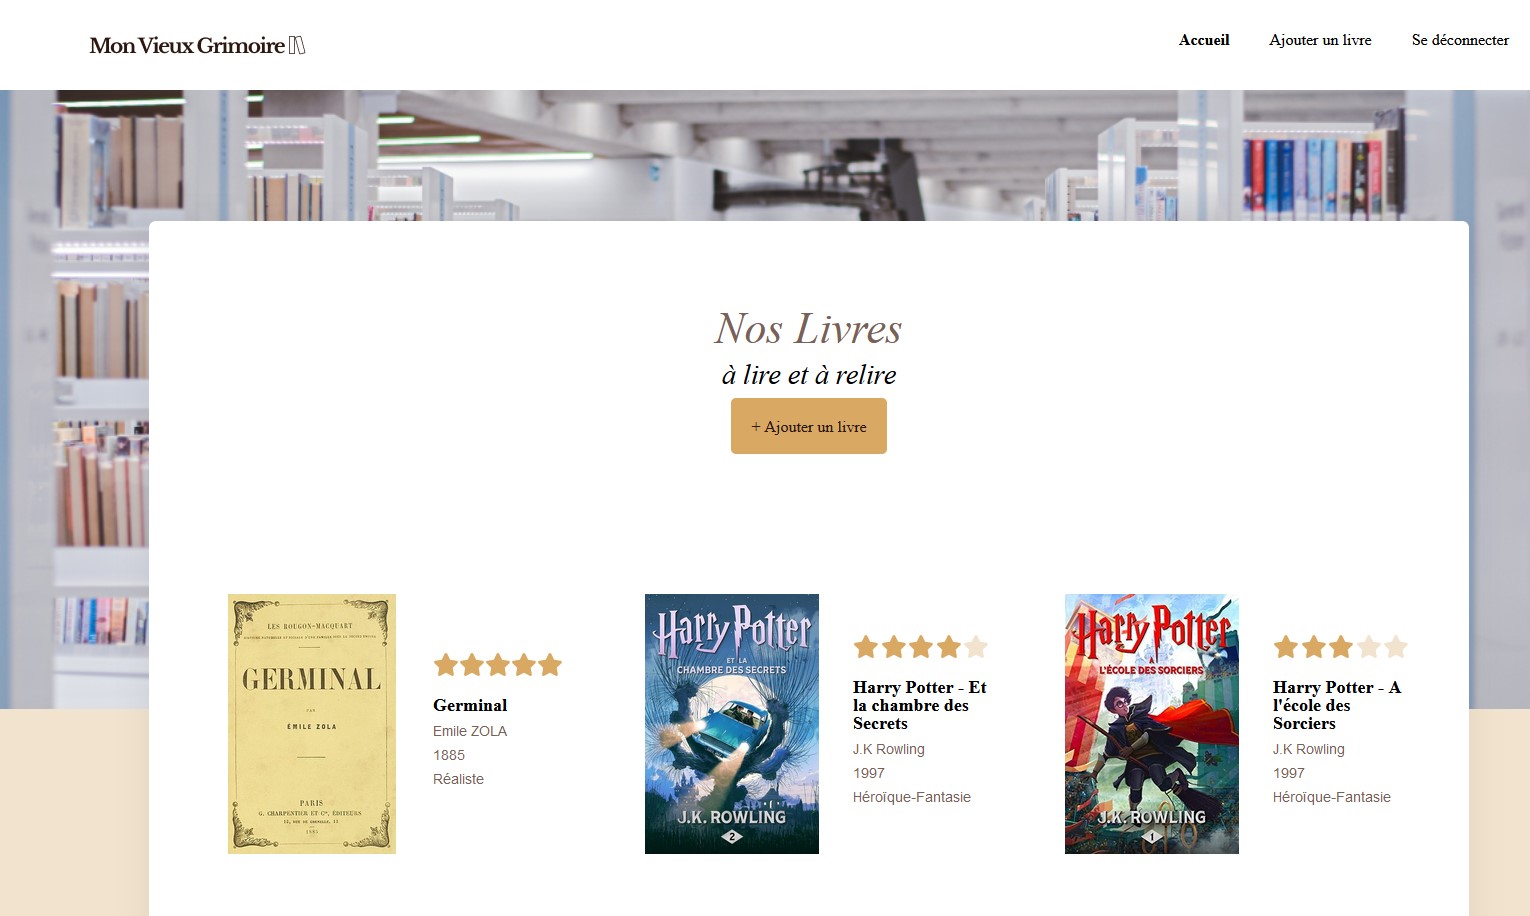 Mon Vieux Grimoire
Accueil
Ajouter un livre
Se déconnecter
Nos Livres
à lire et à relire
+ Ajouter un livre
LES ROUGON-MACQUART
GERMINAL
PAR
ÉMILE ZOLA
PARIS
G. CHARPENTIER ET Cie, ÉDITEURS
1885
Germinal
Emile ZOLA
1885
Réaliste
Harry Potter
ET LA
CHAMBRE DES SECRETS
J.K. ROWLING
2
Harry Potter - Et
la chambre des
Secrets
J.K Rowling
1997
Héroïque-Fantasie
Harry Potter
À
L'ÉCOLE DES SORCIERS
J.K. ROWLING
1
Harry Potter - A
l'école des
Sorciers
J.K Rowling
1997
Héroïque-Fantasie